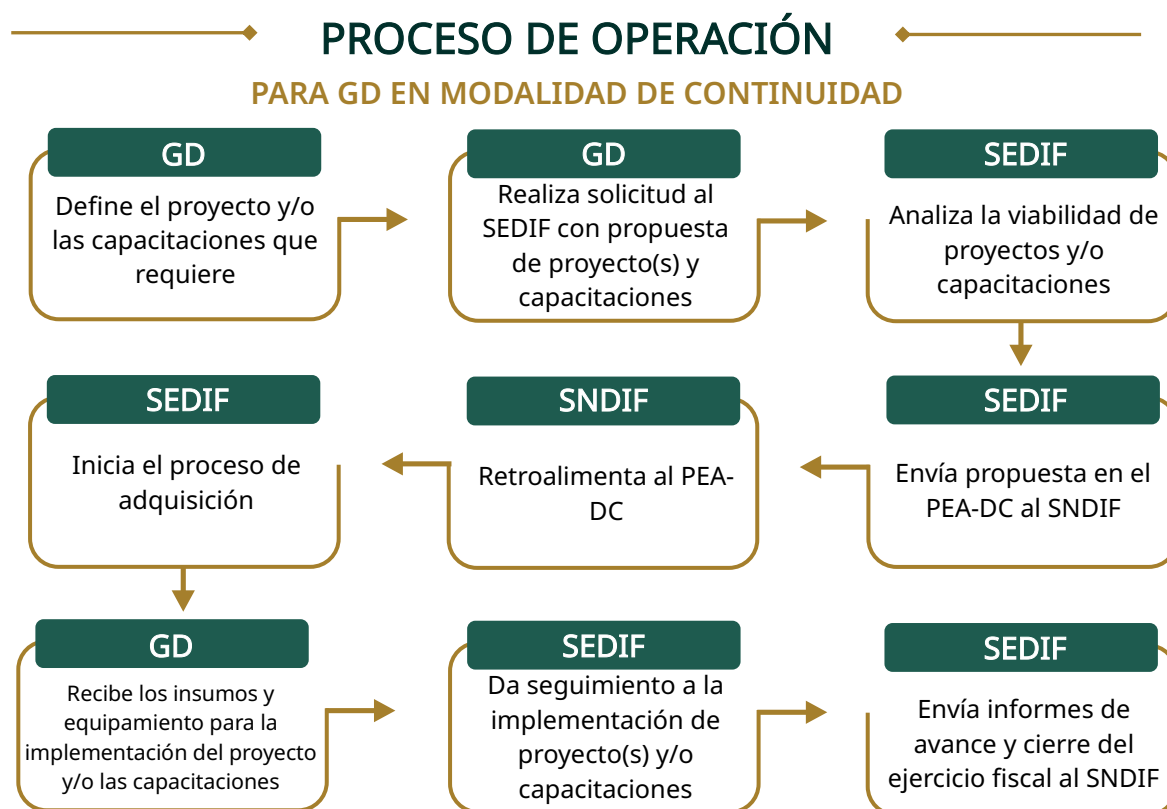 PROCESO DE OPERACIÓN
PARA GD EN MODALIDAD DE CONTINUIDAD
GD
Define el proyecto y/o
las capacitaciones que
requiere
GD
Realiza solicitud al
SEDIF con propuesta
de proyecto(s) y
capacitaciones
SEDIF
Analiza la viabilidad de
proyectos y/o
capacitaciones
SEDIF
Envía propuesta en el
PEA-DC al SNDIF
SNDIF
Retroalimenta al PEA-
DC
SEDIF
Inicia el proceso de
adquisición
GD
Recibe los insumos y
equipamiento para la
implementación del proyecto
y/o las capacitaciones
SEDIF
Da seguimiento a la
implementación de
proyecto(s) y/o
capacitaciones
SEDIF
Envía informes de
avance y cierre del
ejercicio fiscal al SNDIF